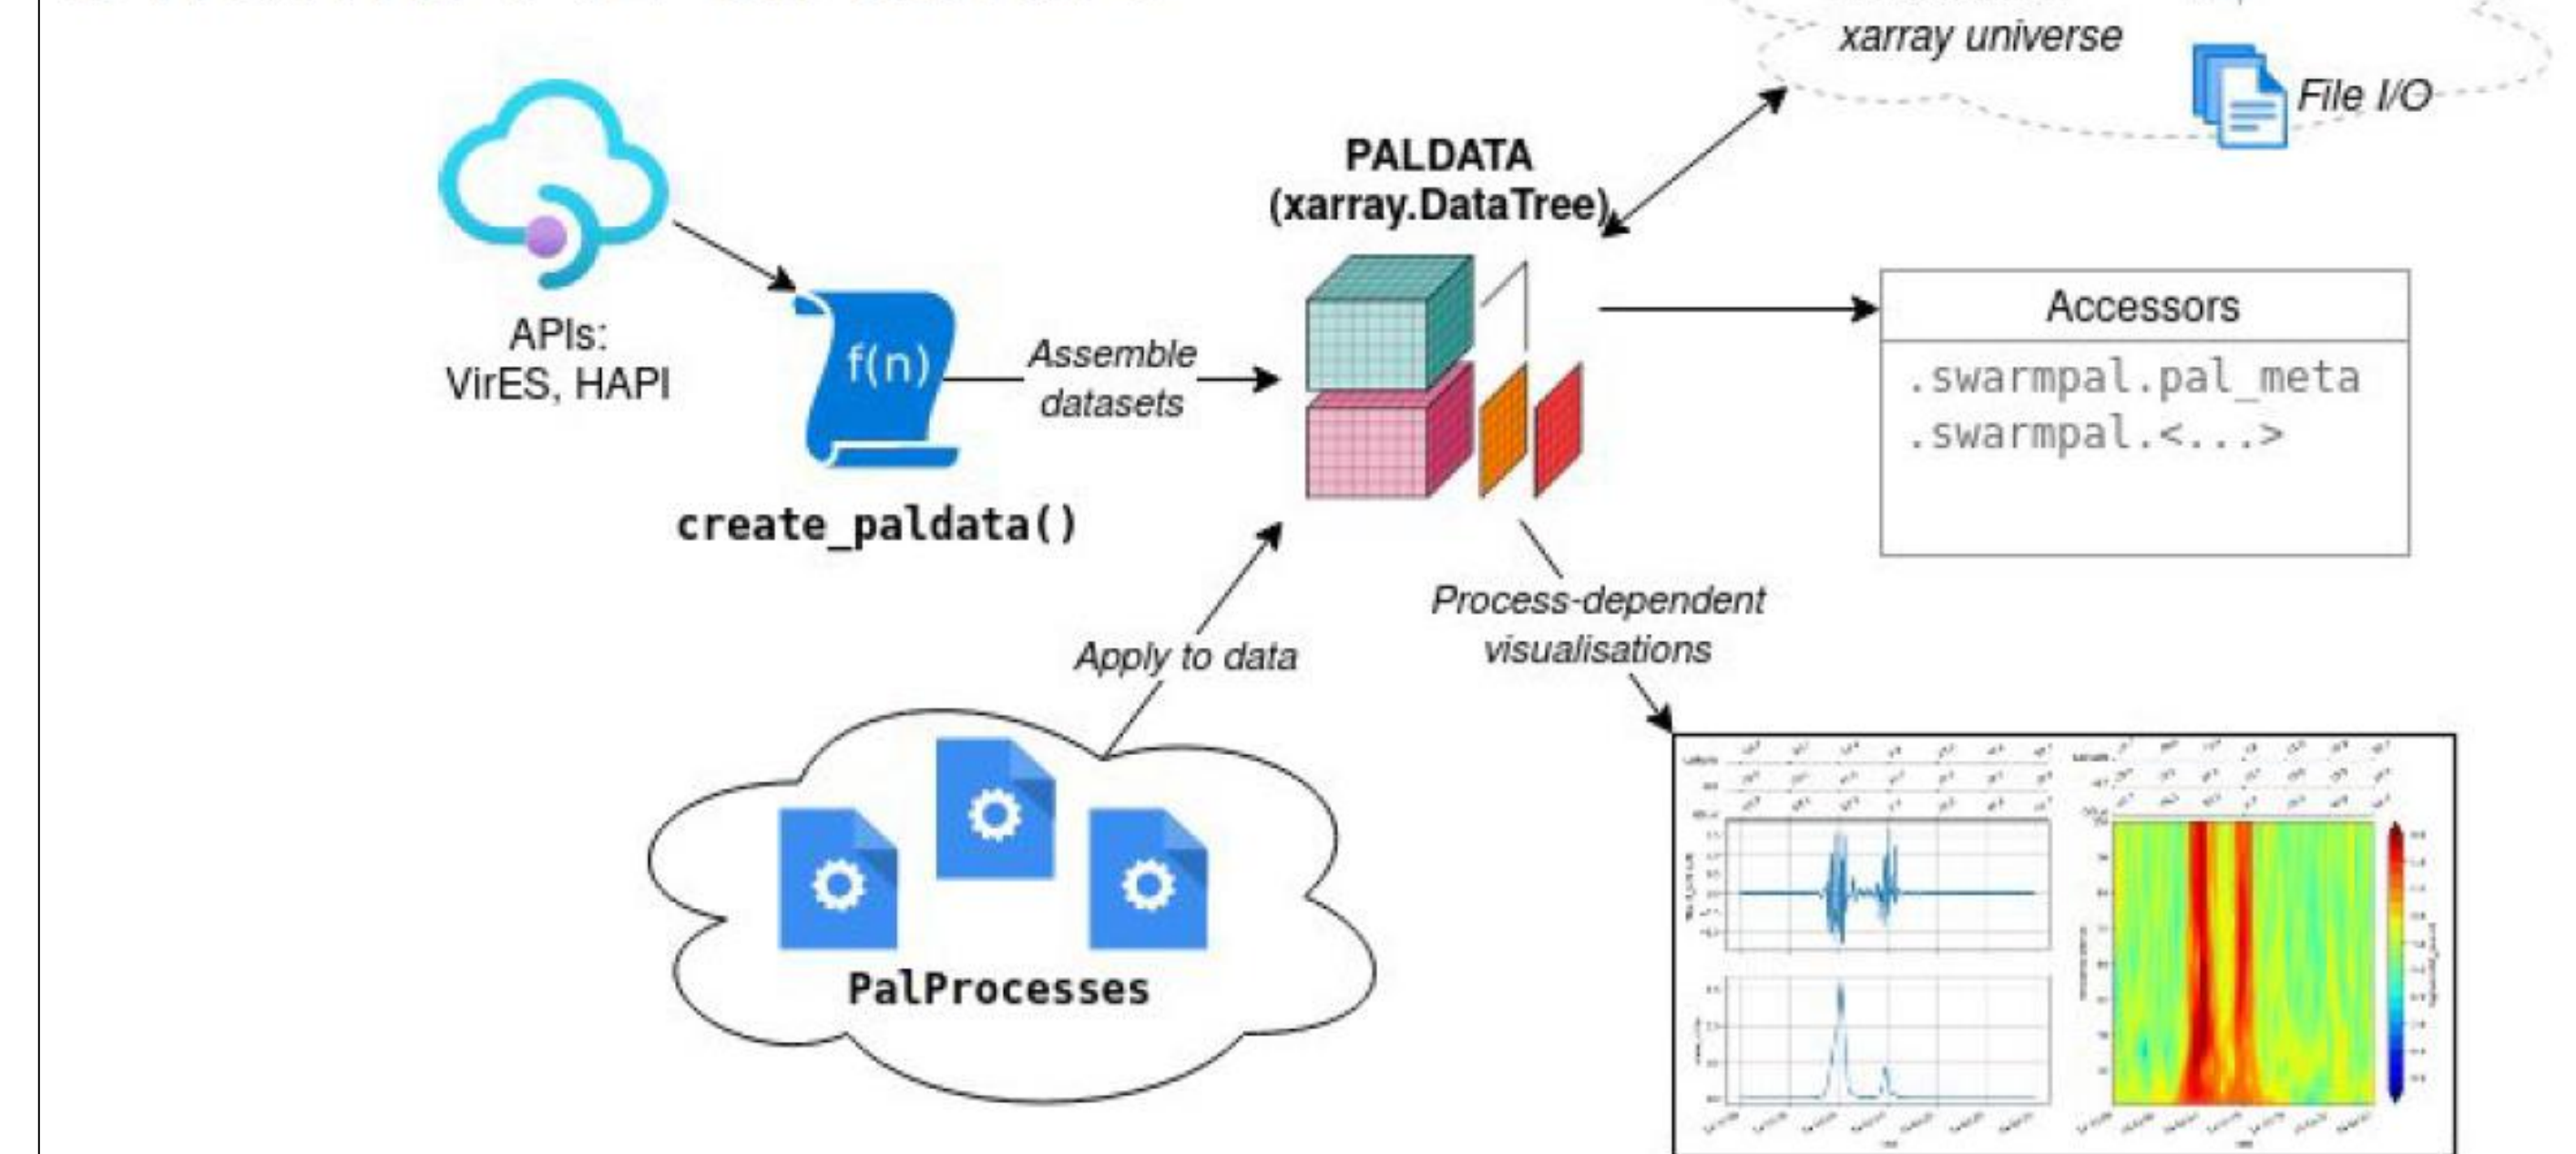 xarray universe
File I/O
PALDATA
(xarray.DataTree)
APIs:
VirES, HAPI
f(n)
create_paldata()
Assemble
datasets
Accessors
.swarmpal.pal_meta
.swarmpal.<...>
Apply to data
Process-dependent
visualisations
PalProcesses